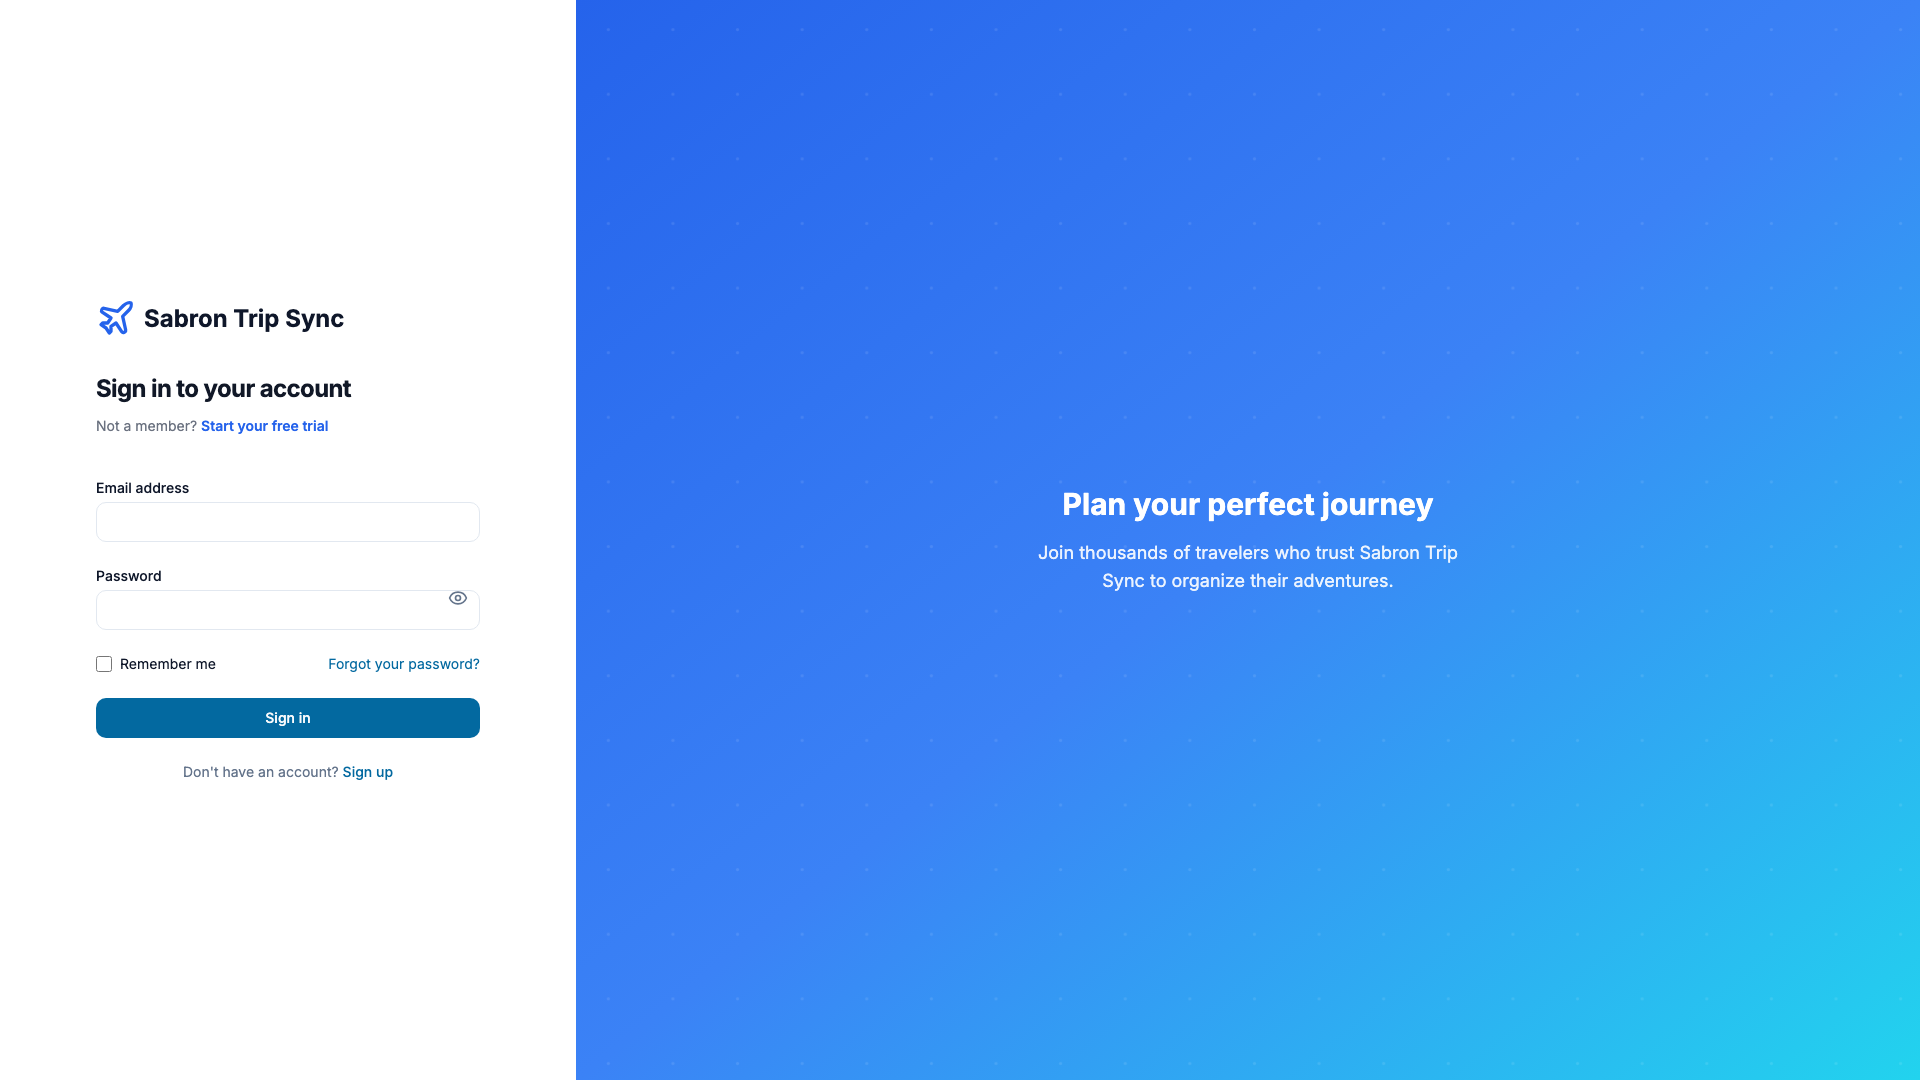 Sabron Trip Sync
Sign in to your account
Not a member? Start your free trial
Email address
Password
Remember me
Forgot your password?
Sign in
Don't have an account? Sign up
Plan your perfect journey
Join thousands of travelers who trust Sabron Trip
Sync to organize their adventures.